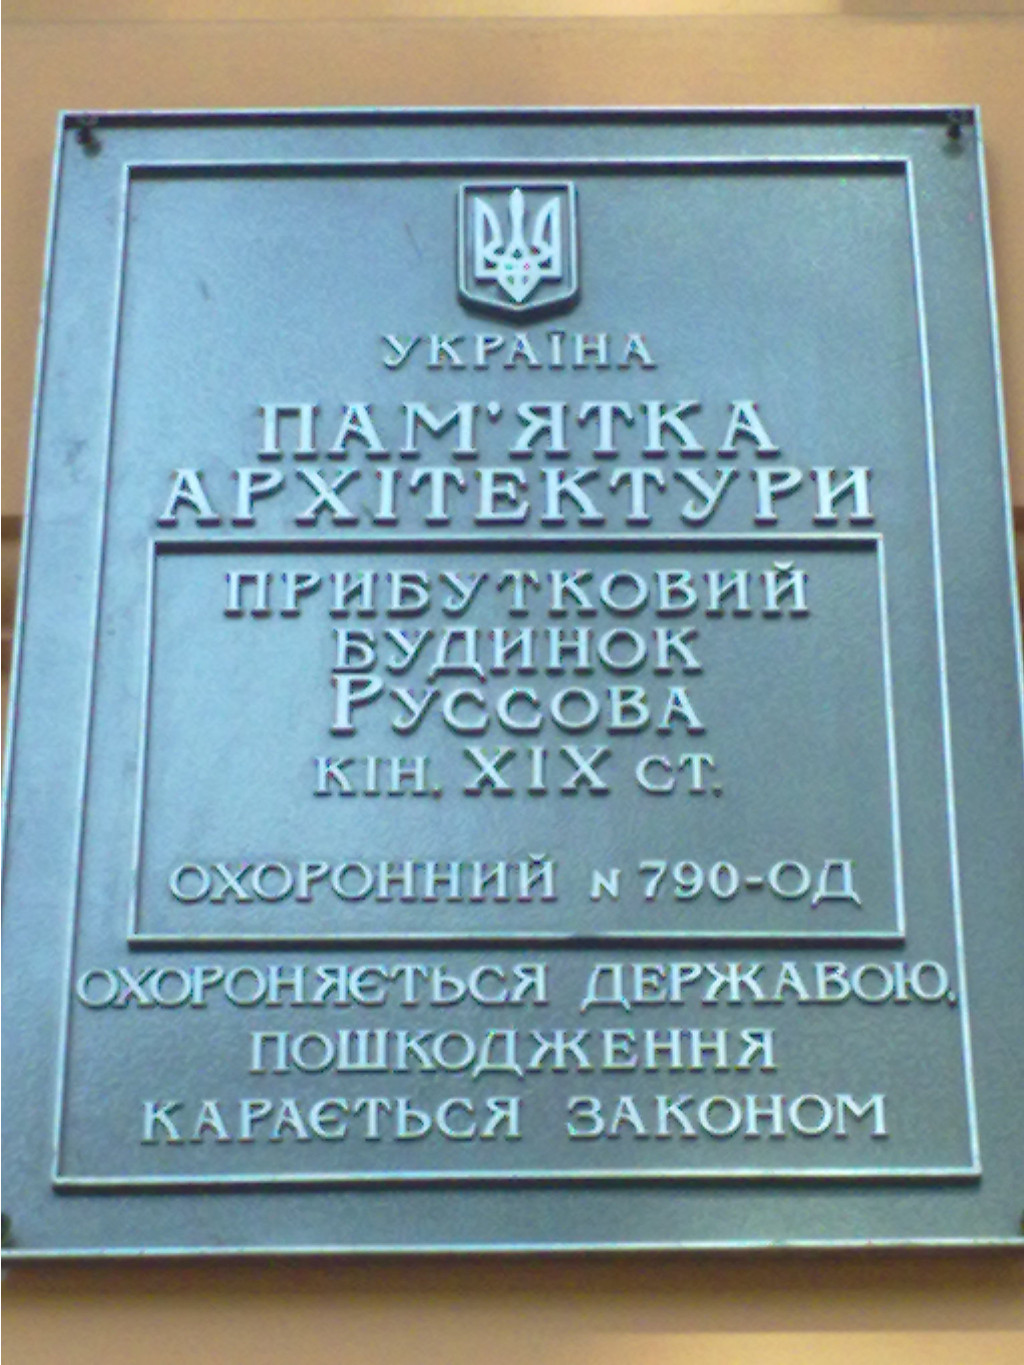 УКРАЇНА
ПАМ'ЯТКА
АРХІТЕКТУРИ
ПРИБУТКОВИЙ
БУДИНОК
РУССОВА
КІН. XIX СТ.
ОХОРОННИЙ N 790-ОД
ОХОРОНЯЄТЬСЯ ДЕРЖАВОЮ,
ПОШКОДЖЕННЯ
КАРАЄТЬСЯ ЗАКОНОМ